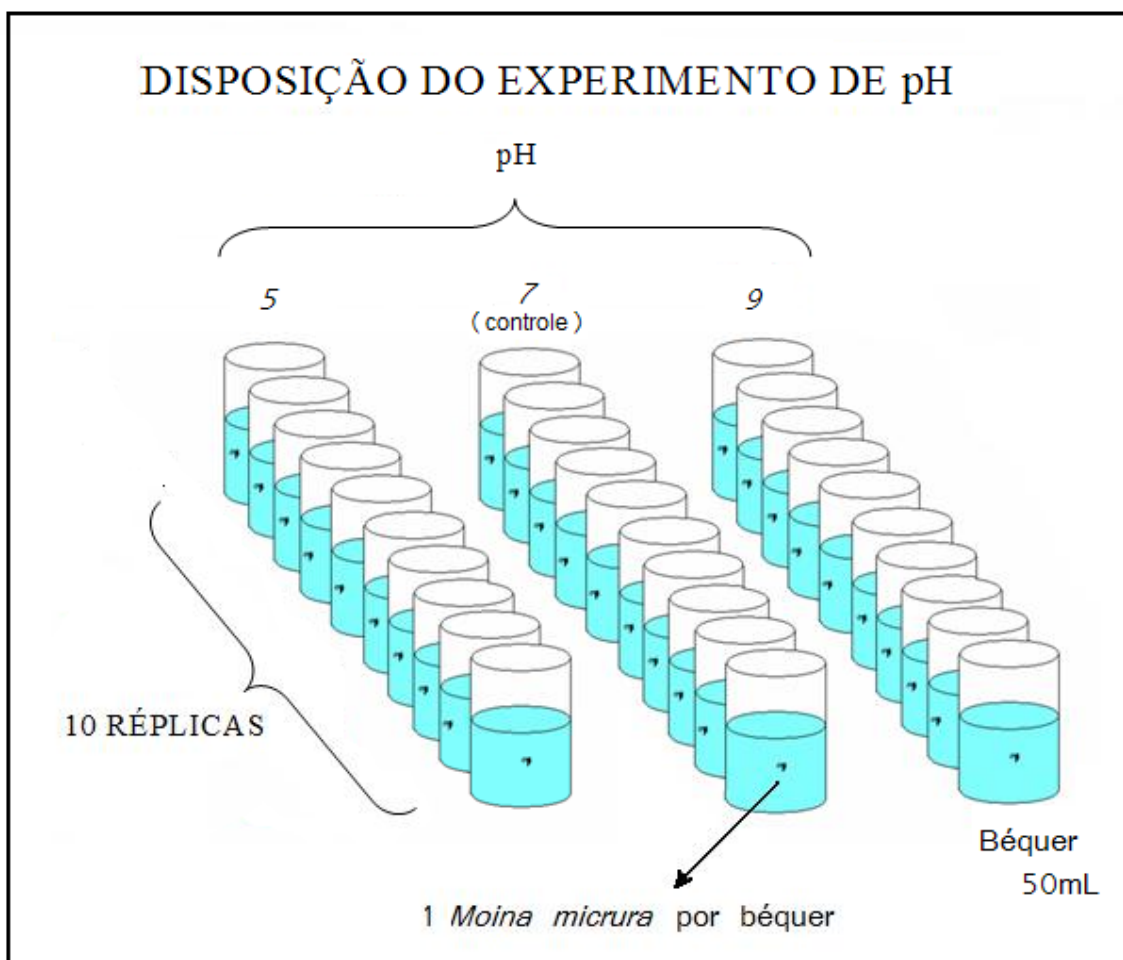 DISPOSIÇÃO DO EXPERIMENTO DE pH
pH
5 7 9
( controle )
10 RÉPLICAS
Béquer
50mL
1 Moina micrura por béquer